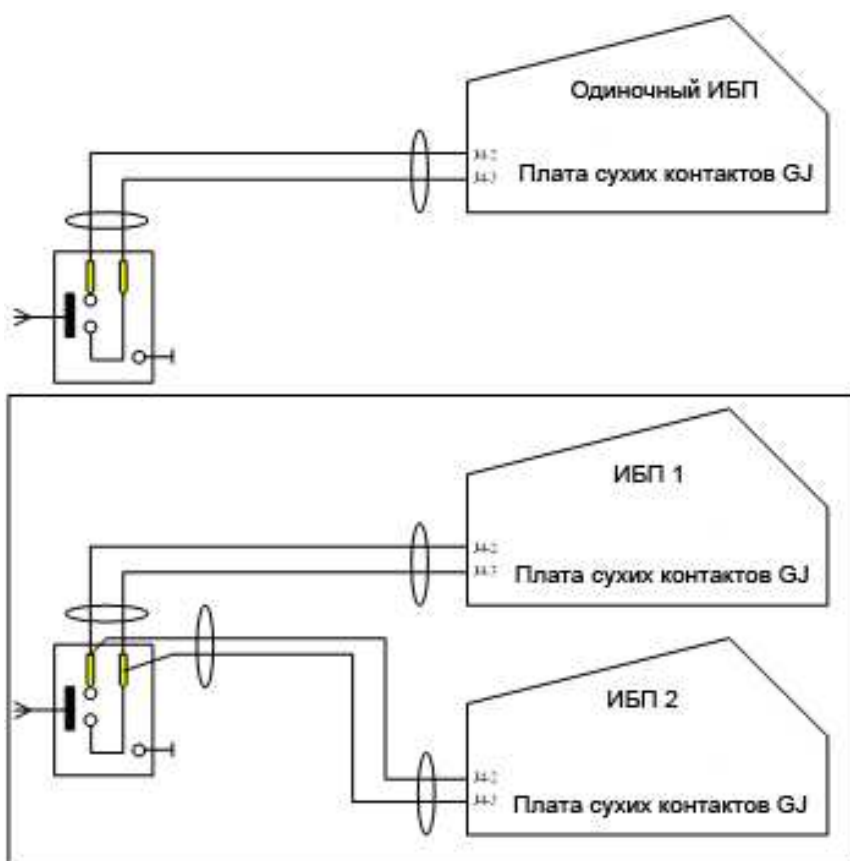 Одиночный ИБП
J4-2
J4-3
Плата сухих контактов GJ
ИБП 1
J4-2
J4-3
Плата сухих контактов GJ
ИБП 2
J4-2
J4-3
Плата сухих контактов GJ